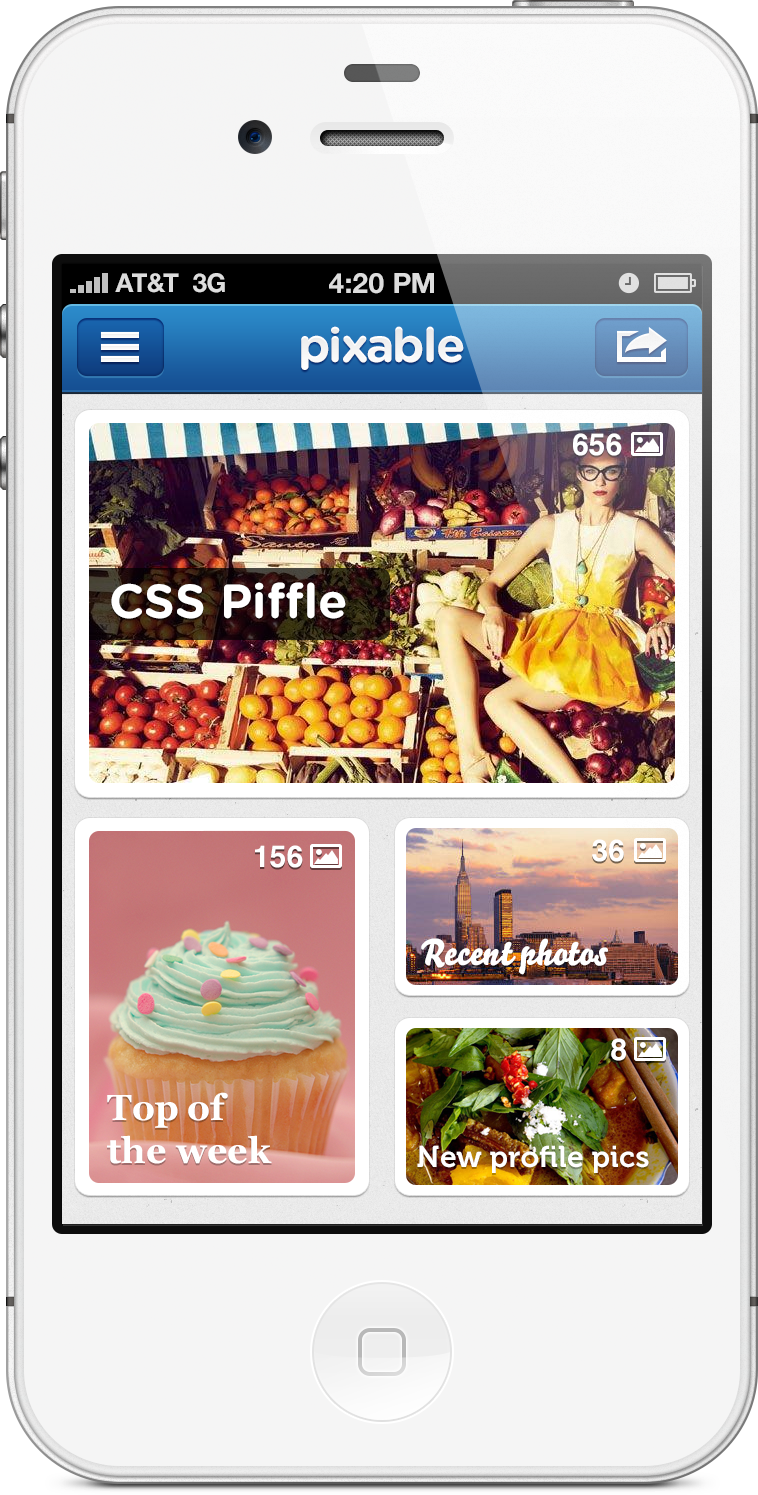 AT&T 3G 4:20 PM
pixable
656
CSS Piffle
156
Top of
the week
36
Recent photos
8
New profile pics